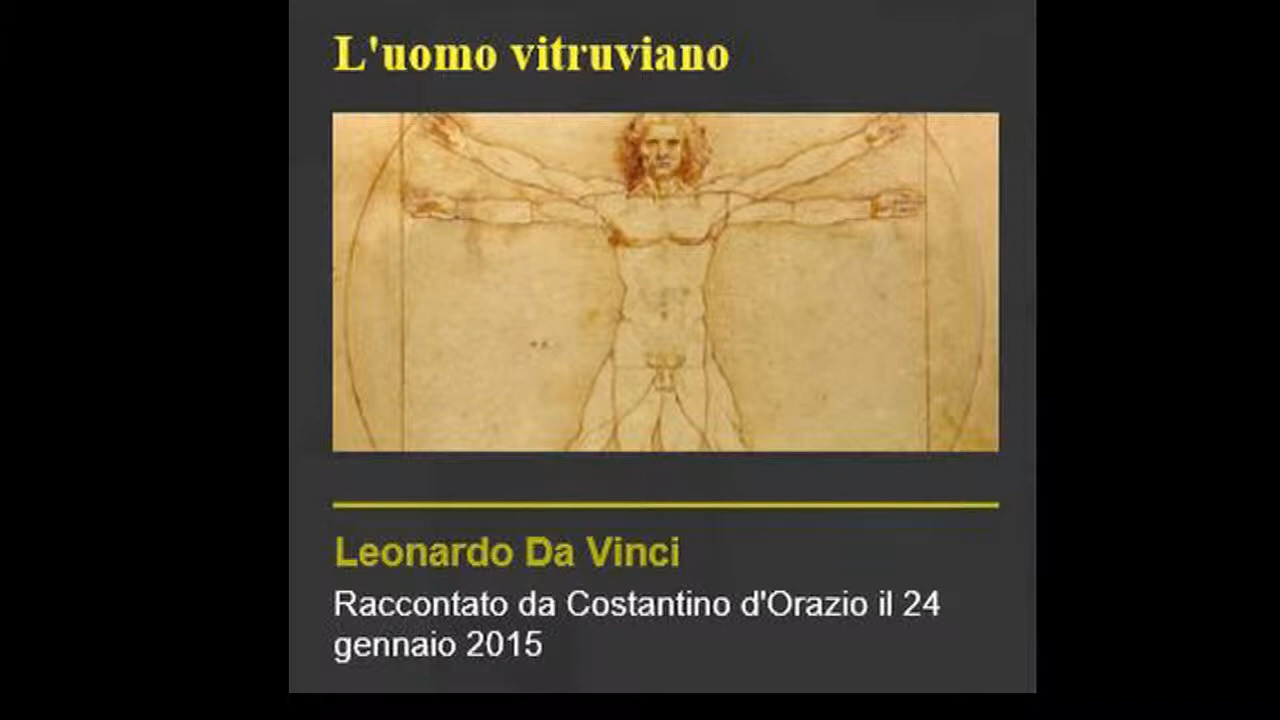 L'uomo vitruviano
Leonardo Da Vinci
Raccontato da Costantino d'Orazio il 24
gennaio 2015